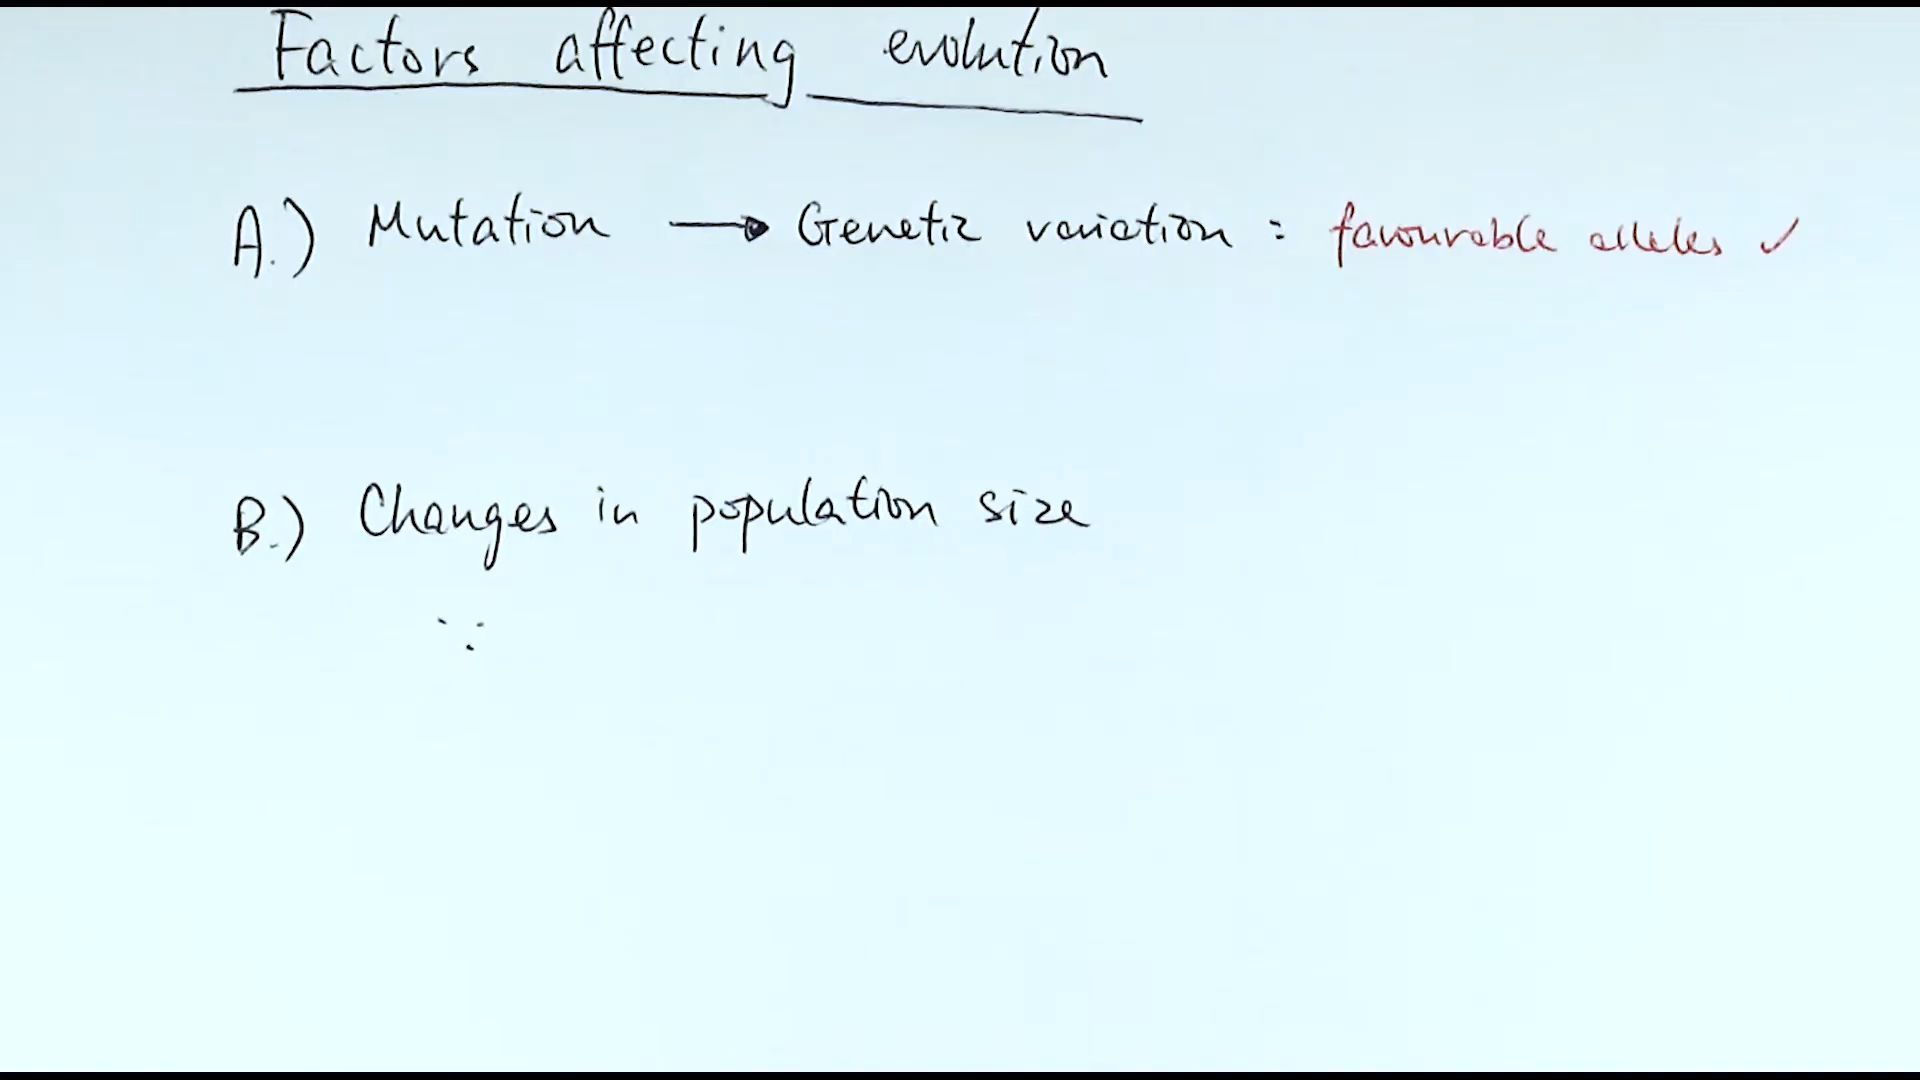 Factors affecting evolution
A.) Mutation → Genetic variation : favourable alleles ✓
B.) Changes in population size
∵